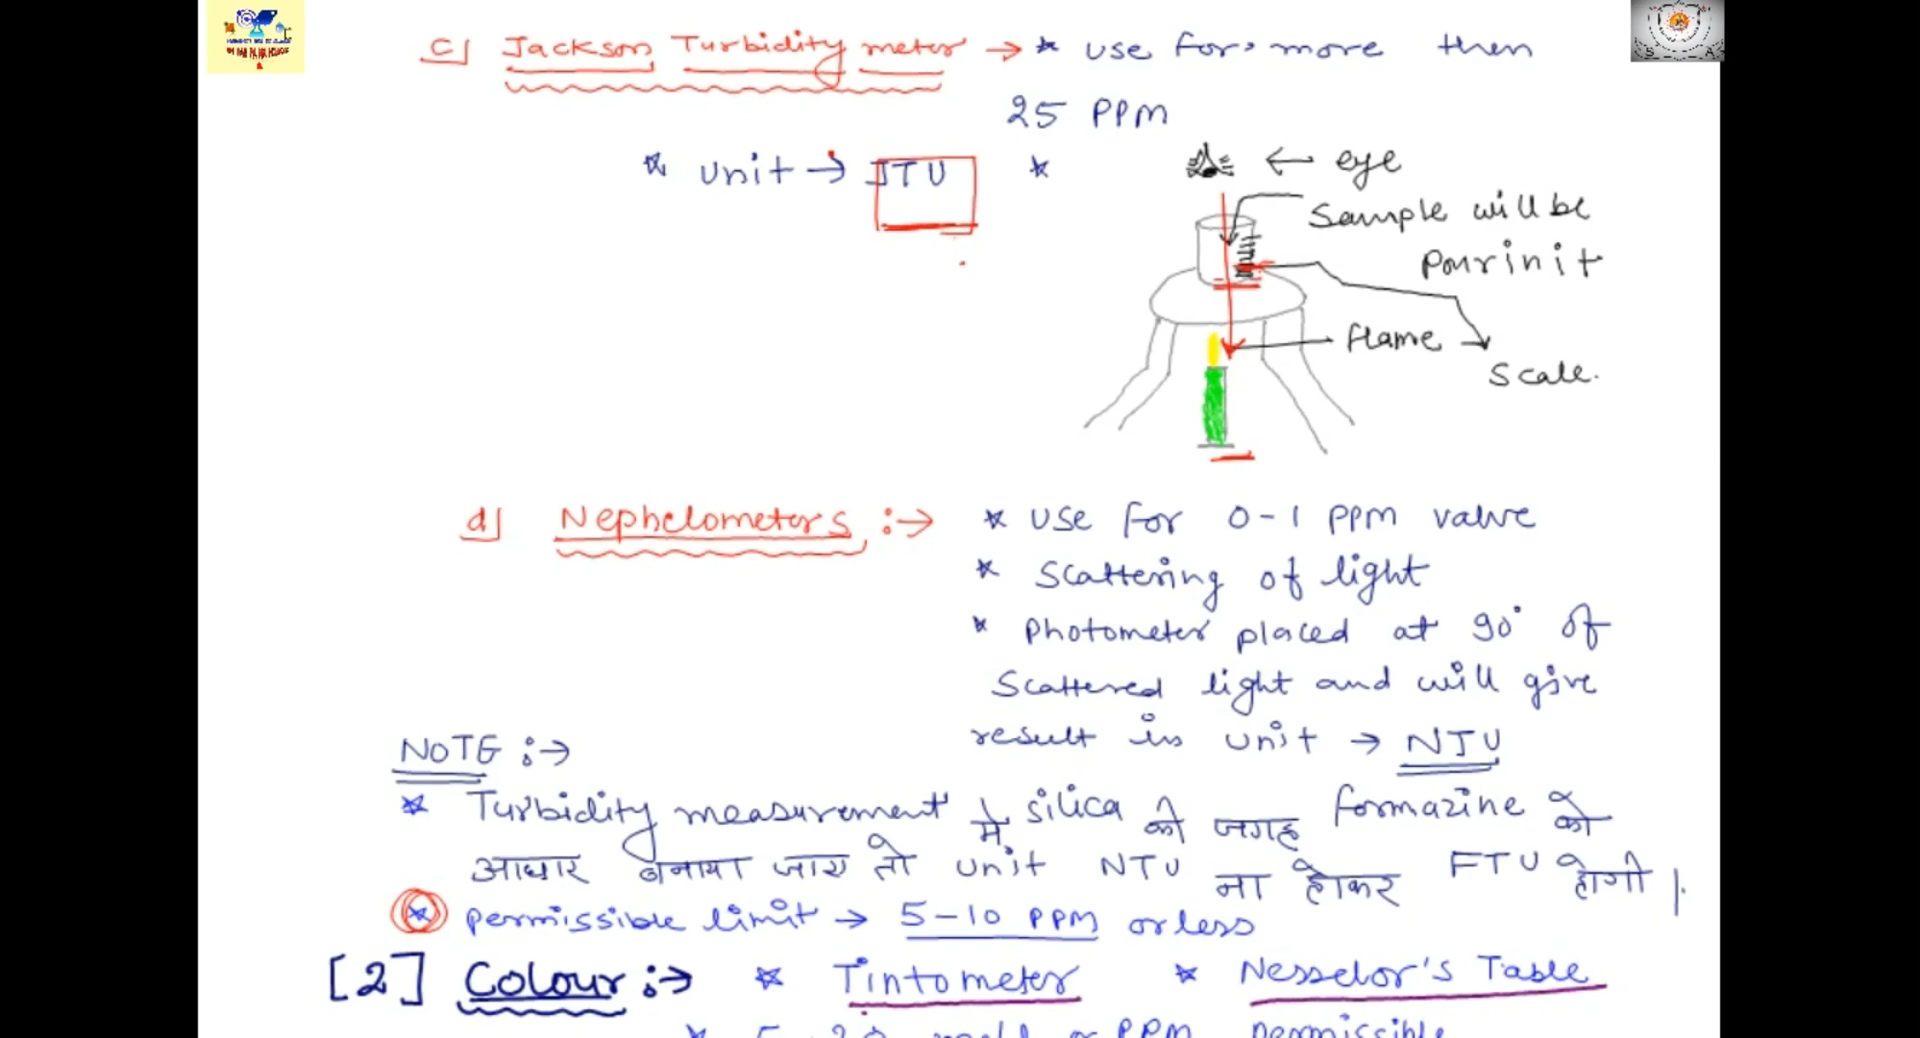 c] Jackson Turbidity meter → * use for more then
25 PPM
* unit → JTU *
← eye
Sample will be
pour in it
flame
Scale.
d] Nephelometers :→ * use for 0-1 PPM valve
* Scattering of light
* Photometer placed at 90° of
Scattered light and will give
result in unit → NTU
NOTE :→
* Turbidity measurement में silica की जगह formazine को
आधार बनाया जाए तो unit NTU ना होकर FTU होगी |
* permissible limit → 5-10 PPM or less
[2] Colour :→ * Tintometer * Nesselor's Table
PPM permissible